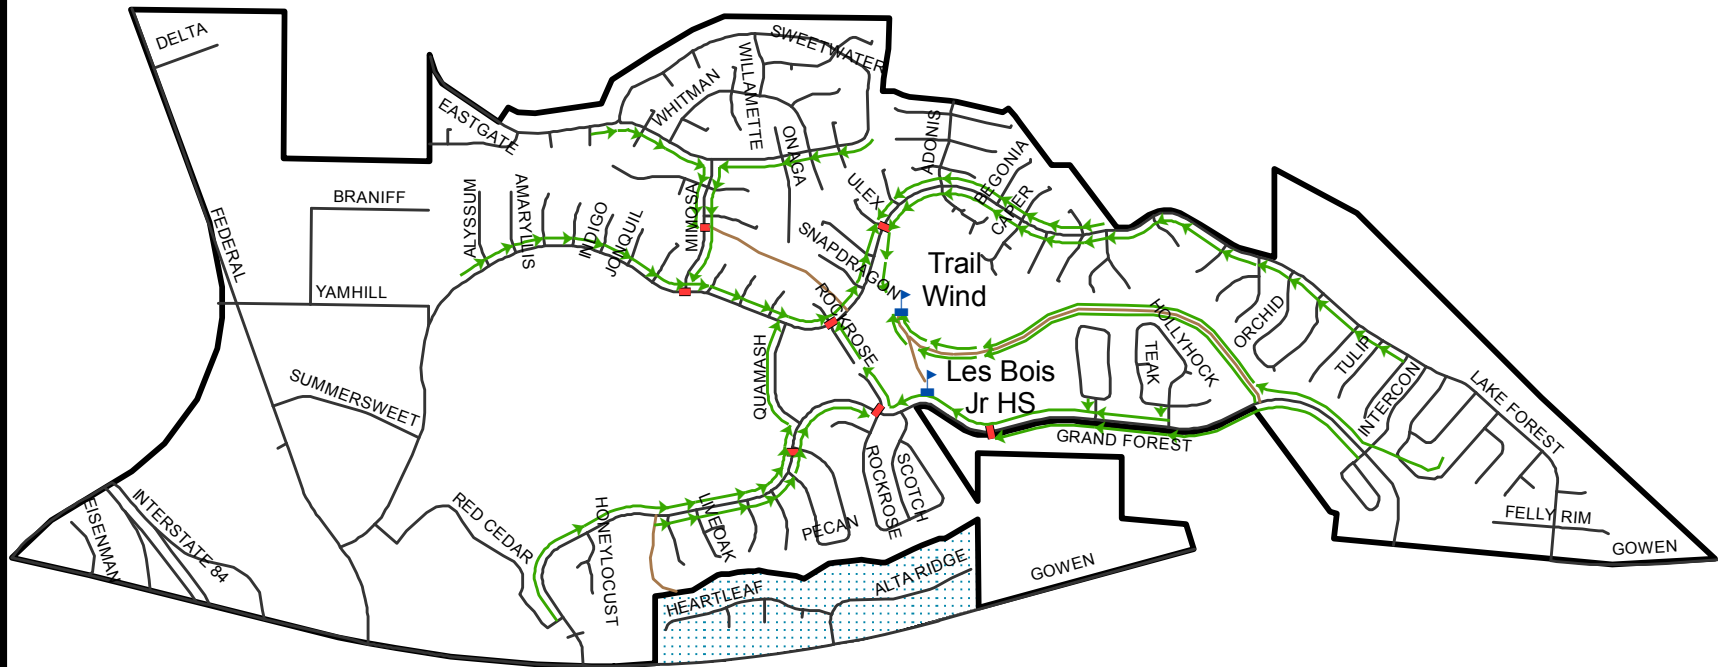 DELTA
SWEETWATER
WILLAMETTE
WHITMAN
EASTGATE
ONAGA
ADONIS
BEGONIA
CAPER
ULEX
BRANIFF
ALYSSUM
AMARYLLIS
INDIGO
JONQUIL
MIMOSA
SNAPDRAGON
FEDERAL
Trail
Wind
YAMHILL
ROCKROSE
HOLLYHOCK
ORCHID
TULIP
TEAK
QUAMASH
Les Bois
Jr HS
SUMMERSWEET
INTERCON
LAKE FOREST
GRAND FOREST
ROCKROSE
SCOTCH
EISENMAN
INTERSTATE 84
RED CEDAR
HONEYLOCUST
LIVEOAK
PECAN
FELLY RIM
GOWEN
GOWEN
HEARTLEAF
ALTA RIDGE